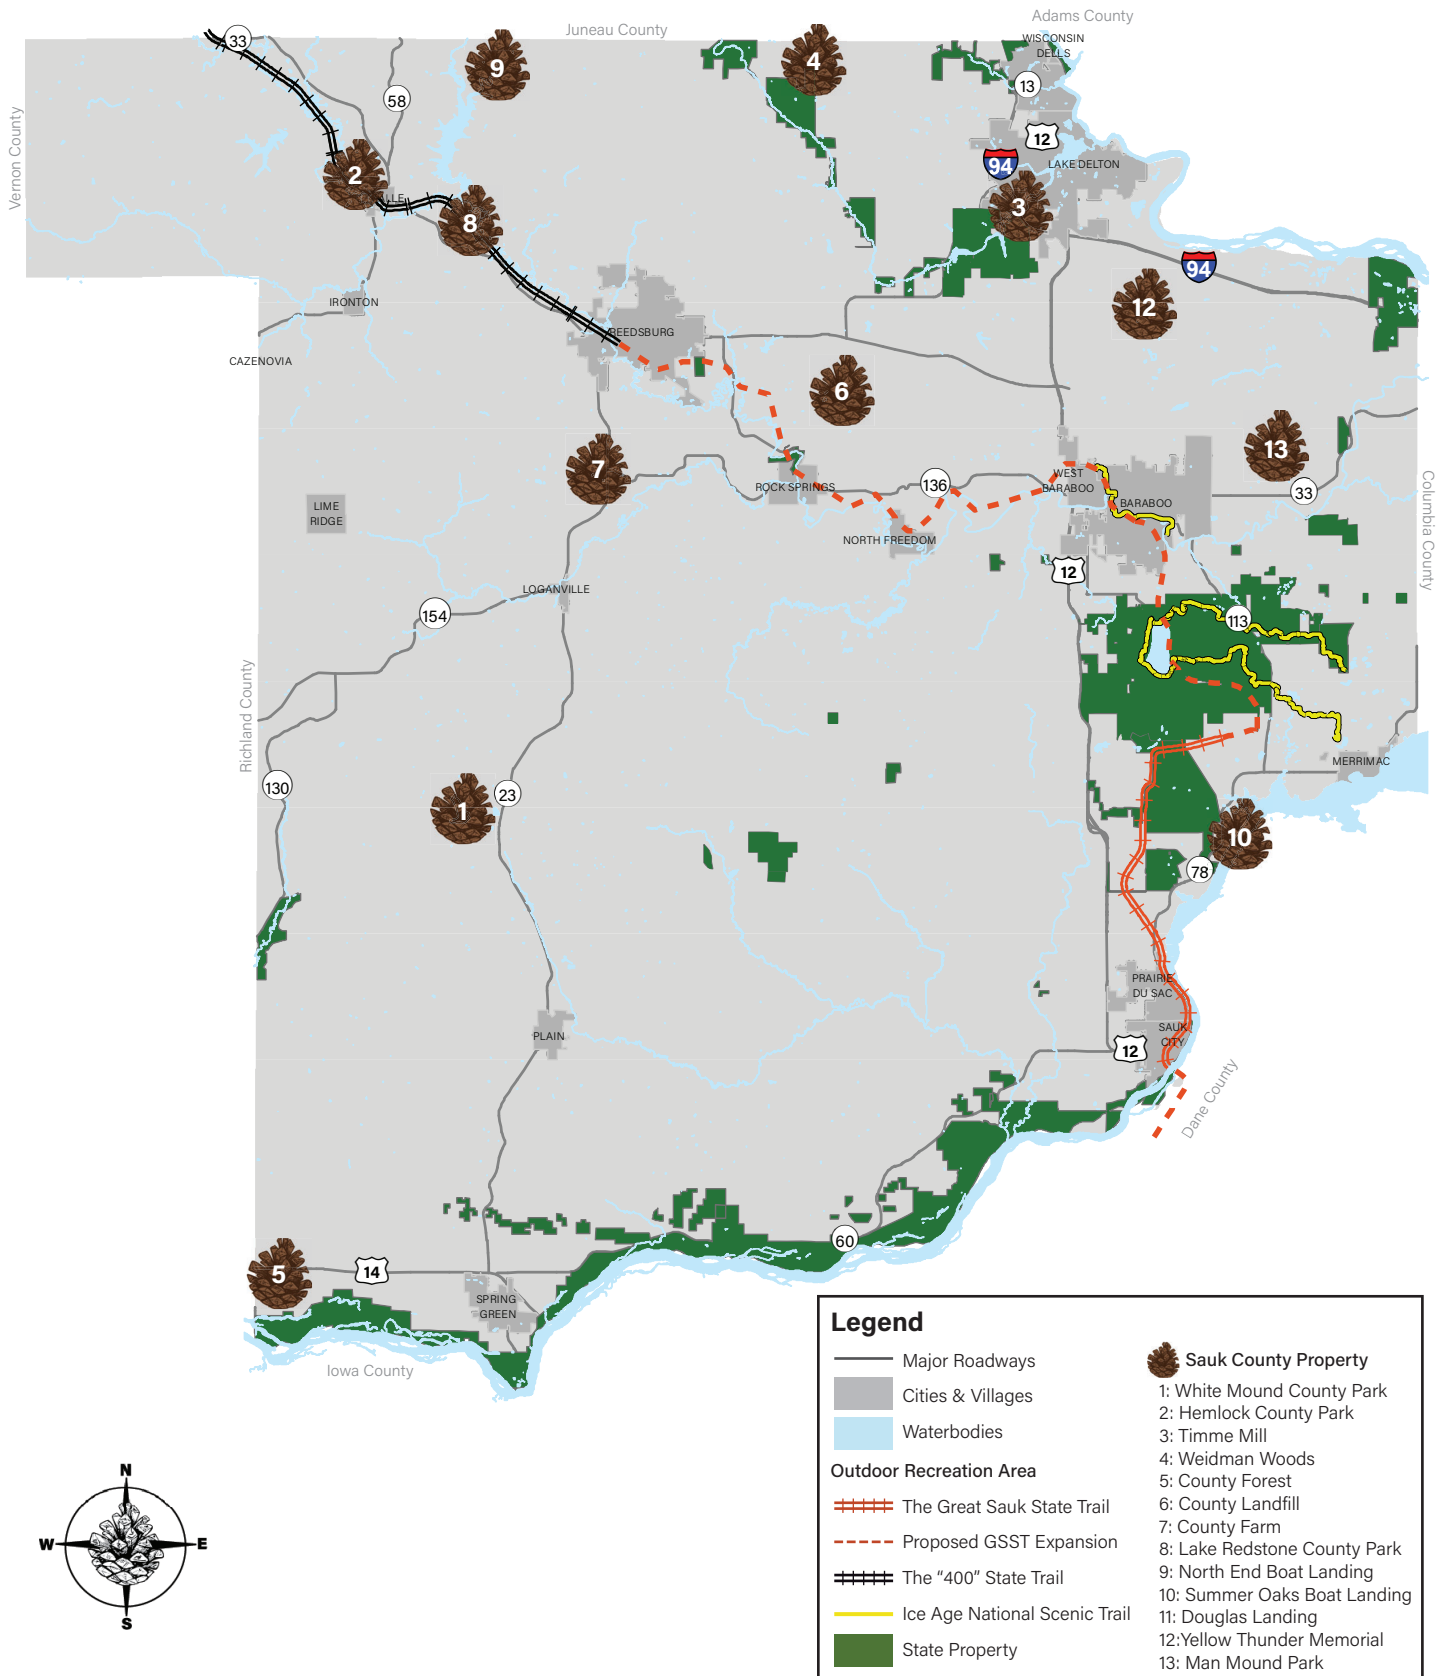 Adams County
Juneau County
WISCONSIN
DELLS
33
9
4
13
58
12
Vernon County
94
LAKE DELTON
2
LLE
3
8
94
IRONTON
12
REEDSBURG
CAZENOVIA
6
13
7
WEST
BARABOO
ROCK SPRINGS
136
33
BARABOO
LIME
RIDGE
Columbia County
NORTH FREEDOM
12
LOGANVILLE
154
113
Richland County
MERRIMAC
130
23
1
10
78
PRAIRIE
DU SAC
SAUK
CITY
PLAIN
12
Dane County
60
5
14
SPRING
GREEN
Iowa County
Legend
Major Roadways
Cities & Villages
Waterbodies
Outdoor Recreation Area
The Great Sauk State Trail
Proposed GSST Expansion
The "400" State Trail
Ice Age National Scenic Trail
State Property
Sauk County Property
1: White Mound County Park
2: Hemlock County Park
3: Timme Mill
4: Weidman Woods
5: County Forest
6: County Landfill
7: County Farm
8: Lake Redstone County Park
9: North End Boat Landing
10: Summer Oaks Boat Landing
11: Douglas Landing
12:Yellow Thunder Memorial
13: Man Mound Park
N
W
E
S